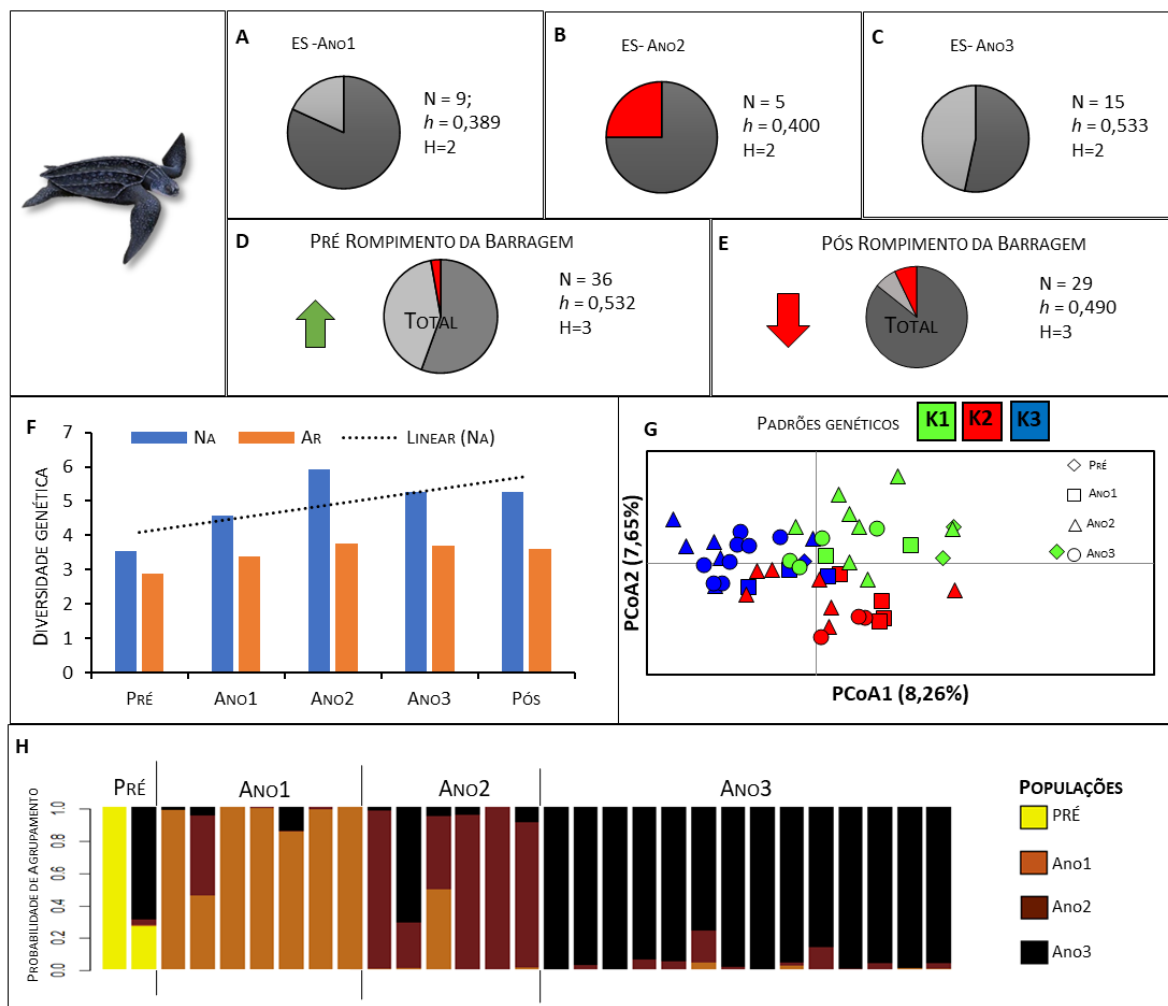 A
ES -Ano1
N = 9;
h = 0,389
H=2
B
ES- Ano2
N = 5
h = 0,400
H=2
C
ES- Ano3
N = 15
h = 0,533
H=2
D
Pré Rompimento da Barragem
Total
N = 36
h = 0,532
H=3
E
Pós Rompimento da Barragem
Total
N = 29
h = 0,490
H=3
F
Na
Ar
Linear (Na)
Diversidade genética
7
6
5
4
3
2
1
0
Pré
Ano1
Ano2
Ano3
Pós
G
Padrões genéticos
K1
K2
K3
Pré
Ano1
Ano2
Ano3
PCoA2 (7,65%)
PCoA1 (8,26%)
H
Pré
Ano1
Ano2
Ano3
Probabilidade de Agrupamento
1.0
0.8
0.6
0.4
0.2
0.0
Populações
PRÉ
Ano1
Ano2
Ano3